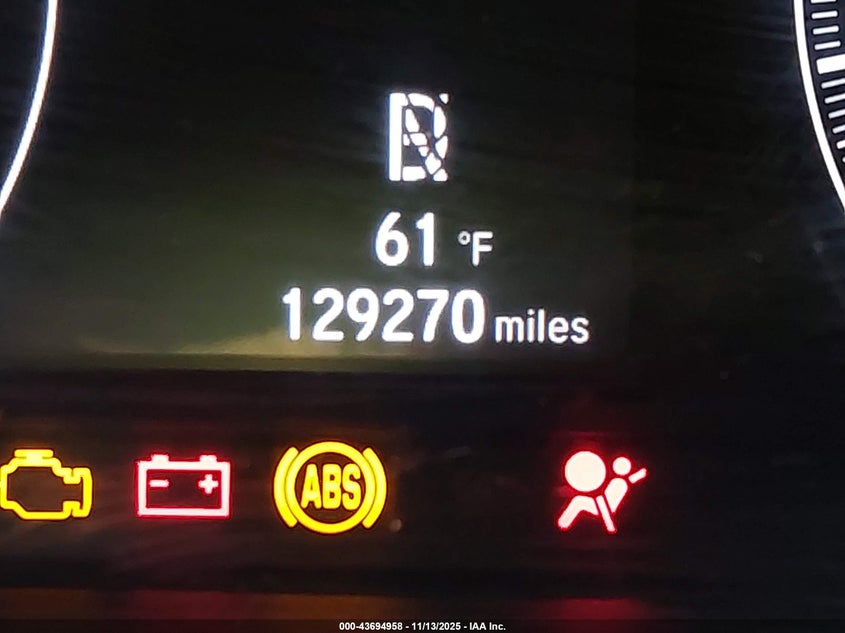 61 °F
129270 miles
ABS
000-43694958 - 11/13/2025 - IAA Inc.